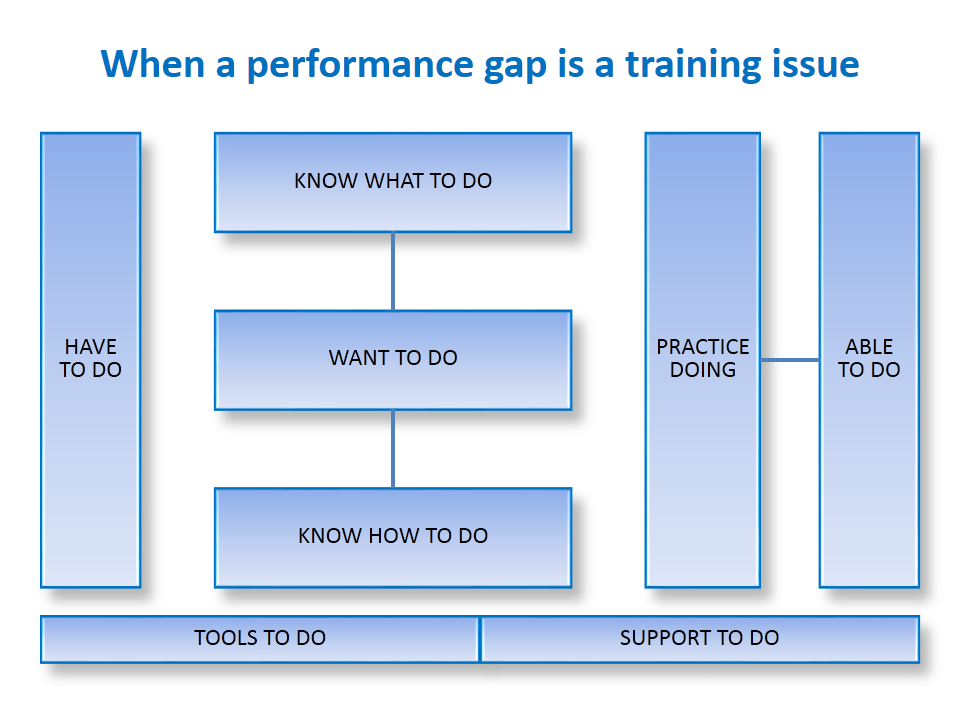 When a performance gap is a training issue
HAVE
TO DO
KNOW WHAT TO DO
WANT TO DO
KNOW HOW TO DO
PRACTICE
DOING
ABLE
TO DO
TOOLS TO DO
SUPPORT TO DO